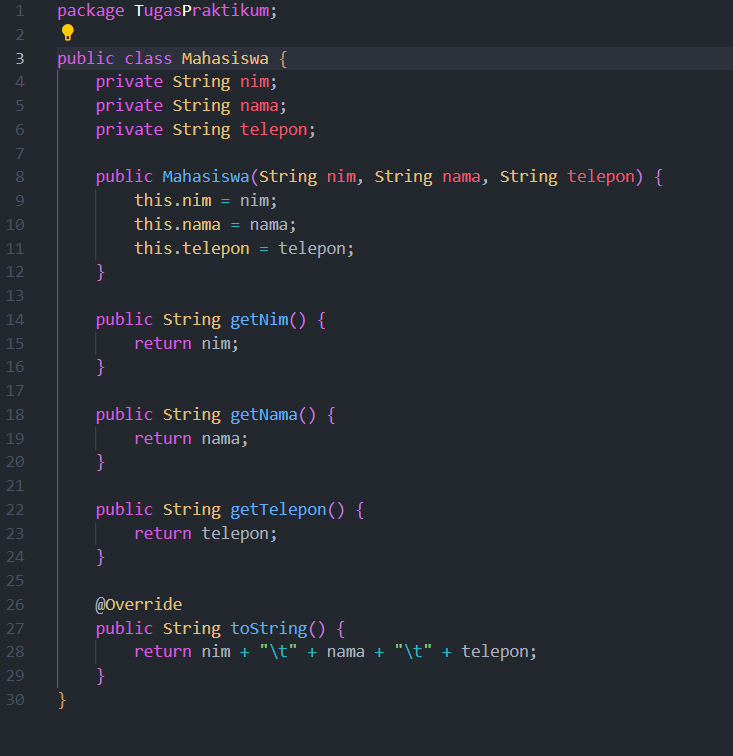 1 package TugasPraktikum;
2
3 public class Mahasiswa {
4     private String nim;
5     private String nama;
6     private String telepon;
7
8     public Mahasiswa(String nim, String nama, String telepon) {
9         this.nim = nim;
10         this.nama = nama;
11         this.telepon = telepon;
12     }
13
14     public String getNim() {
15         return nim;
16     }
17
18     public String getNama() {
19         return nama;
20     }
21
22     public String getTelepon() {
23         return telepon;
24     }
25
26     @Override
27     public String toString() {
28         return nim + "\t" + nama + "\t" + telepon;
29     }
30 }